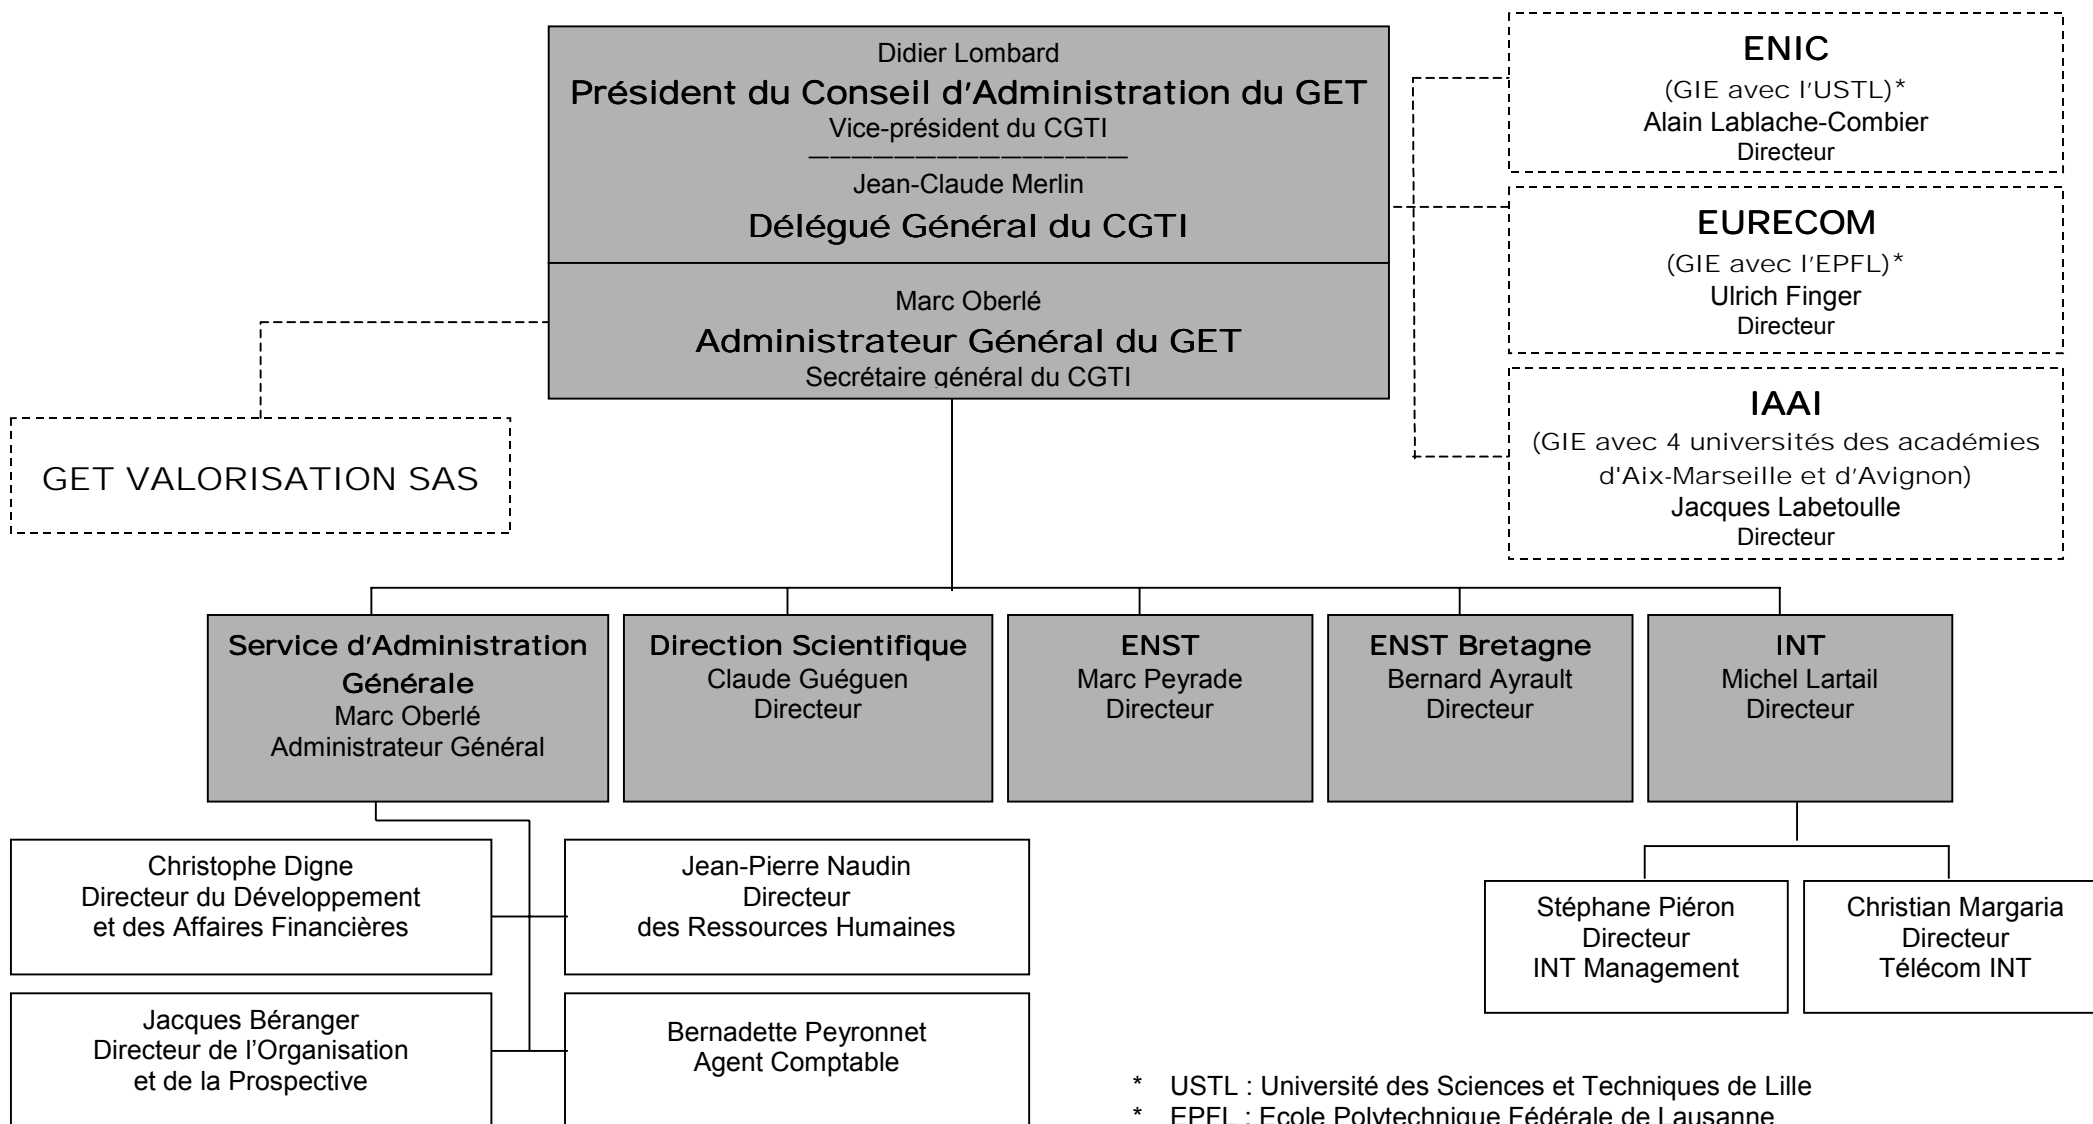 Didier Lombard
Président du Conseil d'Administration du GET
Vice-président du CGTI
———————————————
Jean-Claude Merlin
Délégué Général du CGTI
Marc Oberlé
Administrateur Général du GET
Secrétaire général du CGTI
ENIC
(GIE avec l'USTL)*
Alain Lablache-Combier
Directeur
EURECOM
(GIE avec l'EPFL)*
Ulrich Finger
Directeur
IAAI
(GIE avec 4 universités des académies
d'Aix-Marseille et d'Avignon)
Jacques Labetoulle
Directeur
GET VALORISATION SAS
Service d'Administration
Générale
Marc Oberlé
Administrateur Général
Direction Scientifique
Claude Guéguen
Directeur
ENST
Marc Peyrade
Directeur
ENST Bretagne
Bernard Ayrault
Directeur
INT
Michel Lartail
Directeur
Christophe Digne
Directeur du Développement
et des Affaires Financières
Jean-Pierre Naudin
Directeur
des Ressources Humaines
Jacques Béranger
Directeur de l'Organisation
et de la Prospective
Bernadette Peyronnet
Agent Comptable
Stéphane Piéron
Directeur
INT Management
Christian Margaria
Directeur
Télécom INT
* USTL : Université des Sciences et Techniques de Lille
* EPFL : Ecole Polytechnique Fédérale de Lausanne